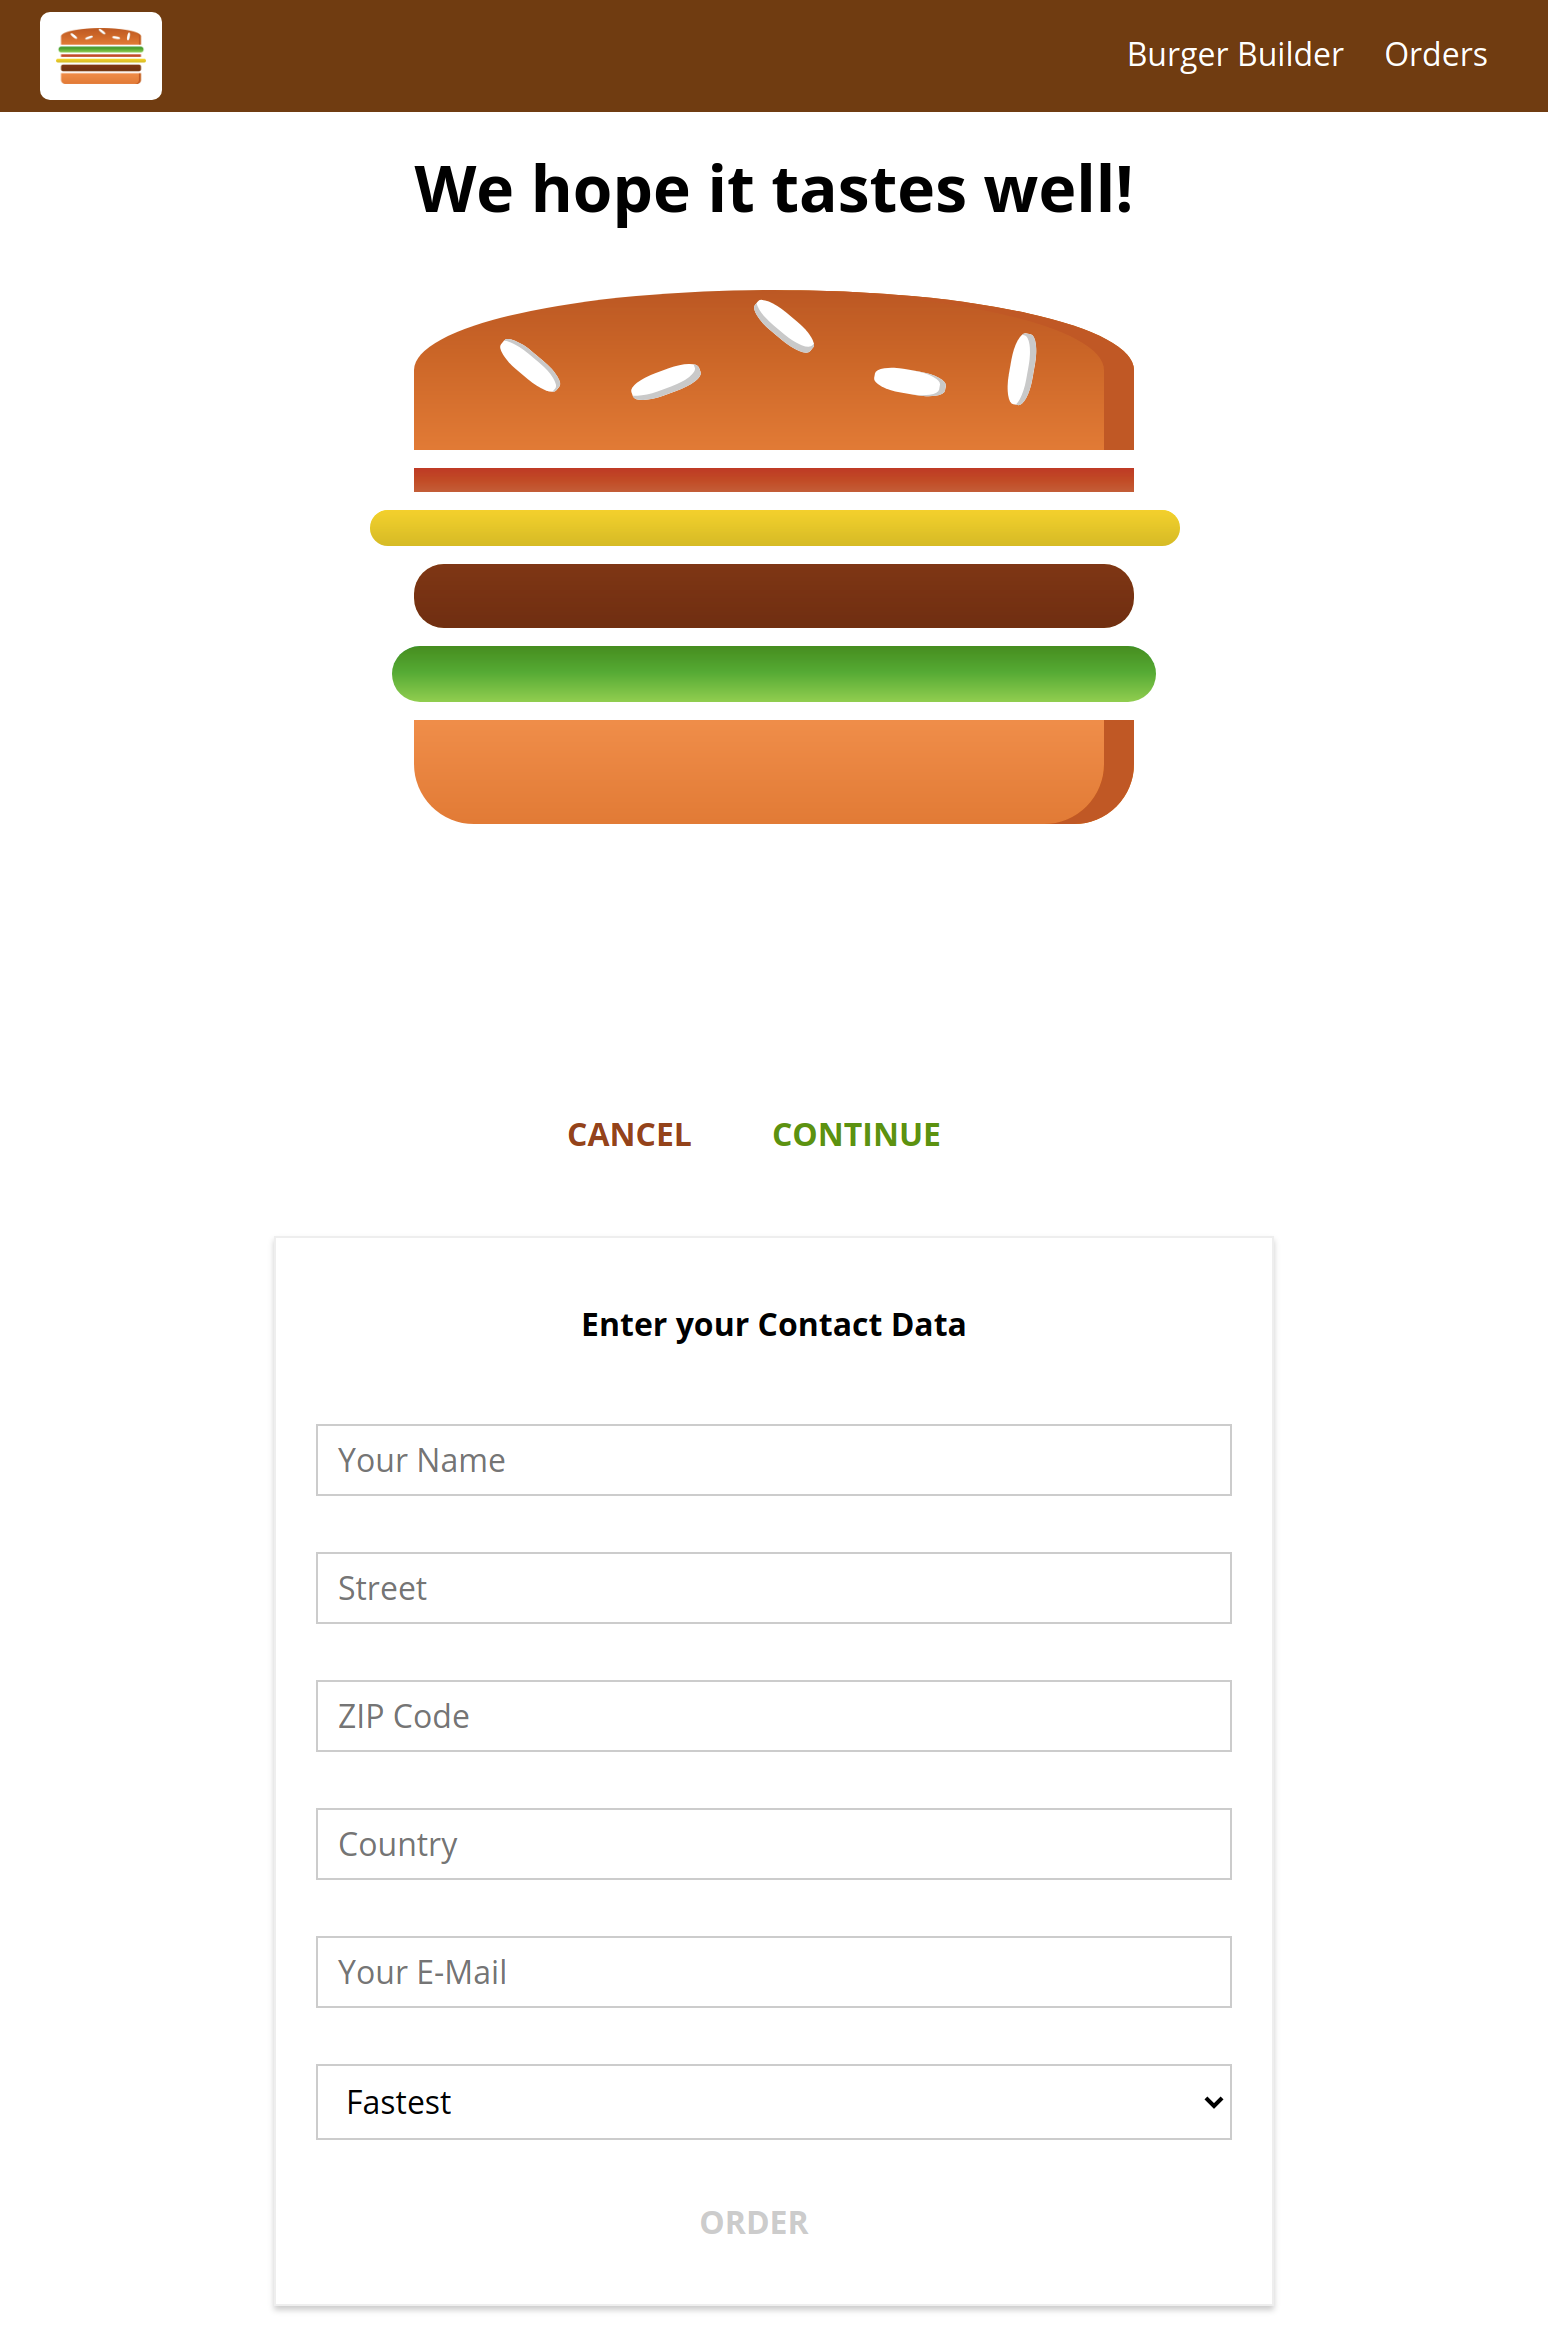 Burger Builder Orders
We hope it tastes well!
CANCEL CONTINUE
Enter your Contact Data
Your Name
Street
ZIP Code
Country
Your E-Mail
Fastest
ORDER